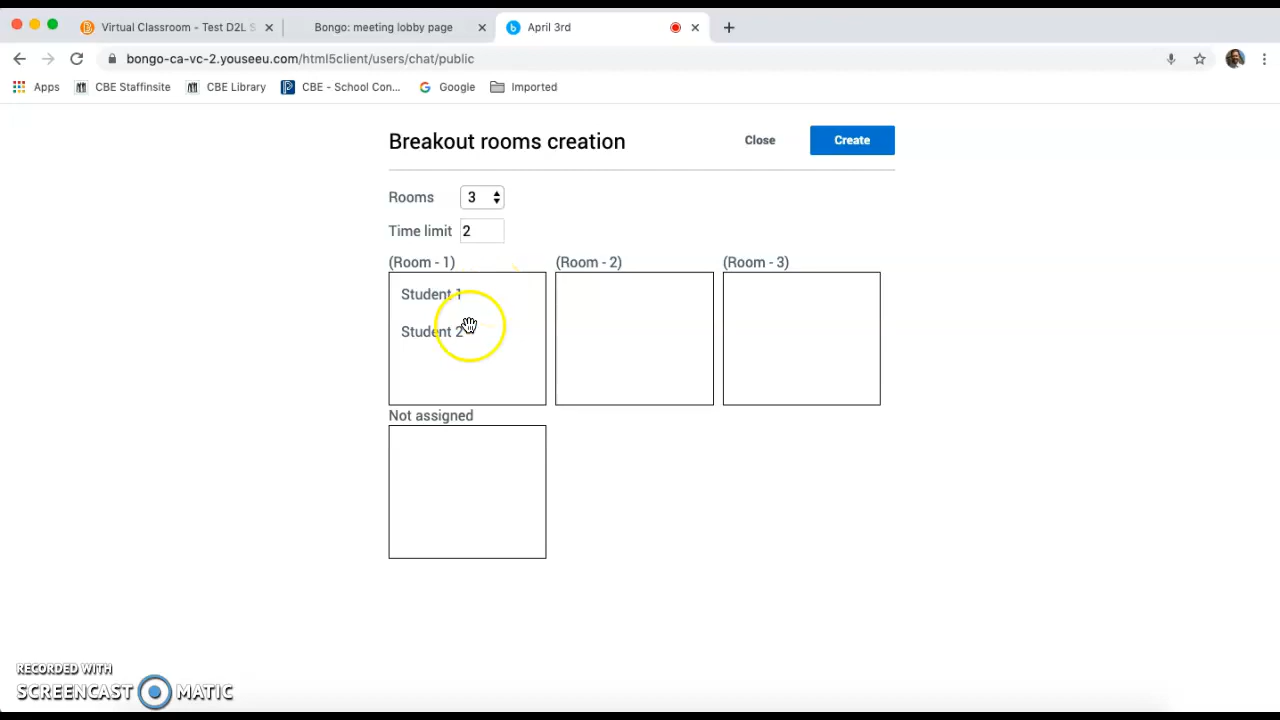 Virtual Classroom - Test D2L S
Bongo: meeting lobby page
April 3rd
bongo-ca-vc-2.youseeu.com/html5client/users/chat/public
Apps
CBE Staffinsite
CBE Library
CBE - School Con...
Google
Imported
Breakout rooms creation
Close
Create
Rooms 3
Time limit 2
(Room - 1) (Room - 2) (Room - 3)
Student 1
Student 2
Not assigned
RECORDED WITH
SCREENCAST MATIC